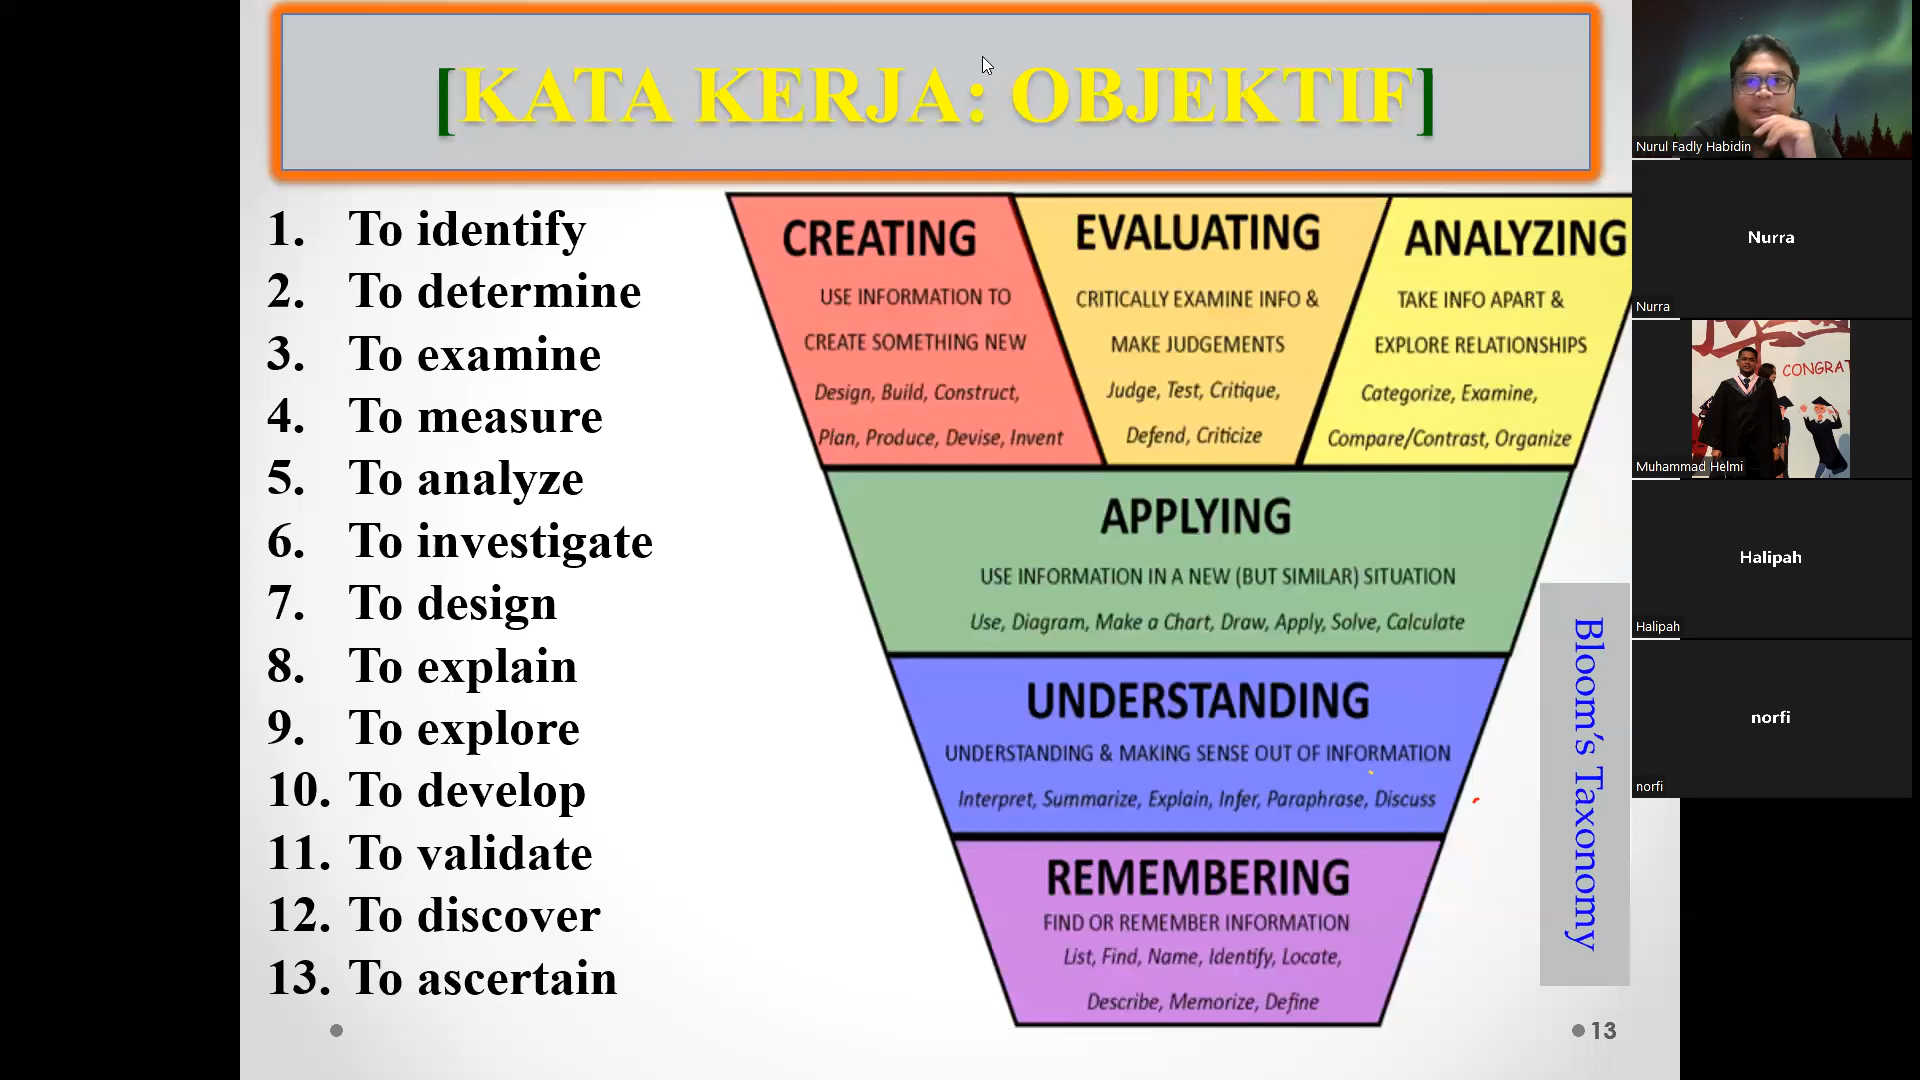 [KATA KERJA: OBJEKTIF]
1. To identify
2. To determine
3. To examine
4. To measure
5. To analyze
6. To investigate
7. To design
8. To explain
9. To explore
10. To develop
11. To validate
12. To discover
13. To ascertain
CREATING
USE INFORMATION TO
CREATE SOMETHING NEW
Design, Build, Construct,
Plan, Produce, Devise, Invent
EVALUATING
CRITICALLY EXAMINE INFO &
MAKE JUDGEMENTS
Judge, Test, Critique,
Defend, Criticize
ANALYZING
TAKE INFO APART &
EXPLORE RELATIONSHIPS
Categorize, Examine,
Compare/Contrast, Organize
APPLYING
USE INFORMATION IN A NEW (BUT SIMILAR) SITUATION
Use, Diagram, Make a Chart, Draw, Apply, Solve, Calculate
UNDERSTANDING
UNDERSTANDING & MAKING SENSE OUT OF INFORMATION
Interpret, Summarize, Explain, Infer, Paraphrase, Discuss
REMEMBERING
FIND OR REMEMBER INFORMATION
List, Find, Name, Identify, Locate,
Describe, Memorize, Define
Bloom's Taxonomy
13
Nurul Fadly Habidin
Nurra
Nurra
CONGRAT
Muhammad Helmi
Halipah
Halipah
norfi
norfi